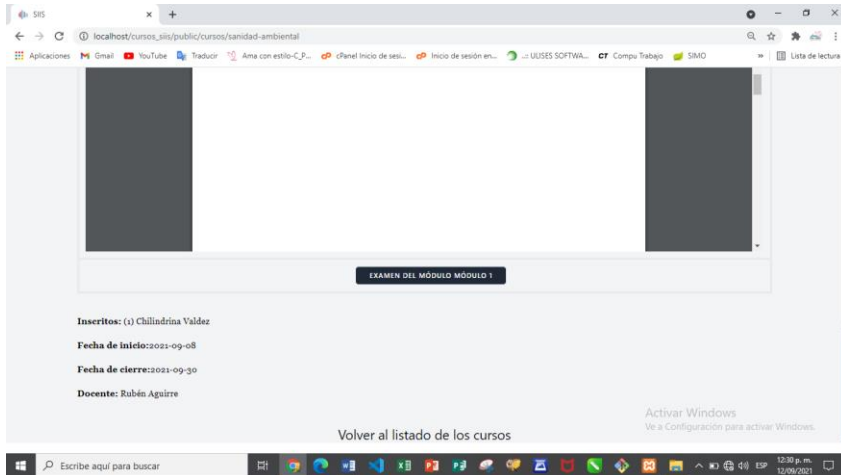 SIIS
localhost/cursos_siis/public/cursos/sanidad-ambiental
Aplicaciones Gmail YouTube Traducir Ama con estilo-C_P... cPanel Inicio de sesi... Inicio de sesión en... ..:: ULISES SOFTWA... CT Compu Trabajo SIMO » Lista de lectura
EXAMEN DEL MÓDULO MÓDULO 1
Inscritos: (1) Chilindrina Valdez
Fecha de inicio:2021-09-08
Fecha de cierre:2021-09-30
Docente: Rubén Aguirre
Activar Windows
Ve a Configuración para activar Windows.
Volver al listado de los cursos
Escribe aquí para buscar
ESP
12:30 p. m.
12/09/2021